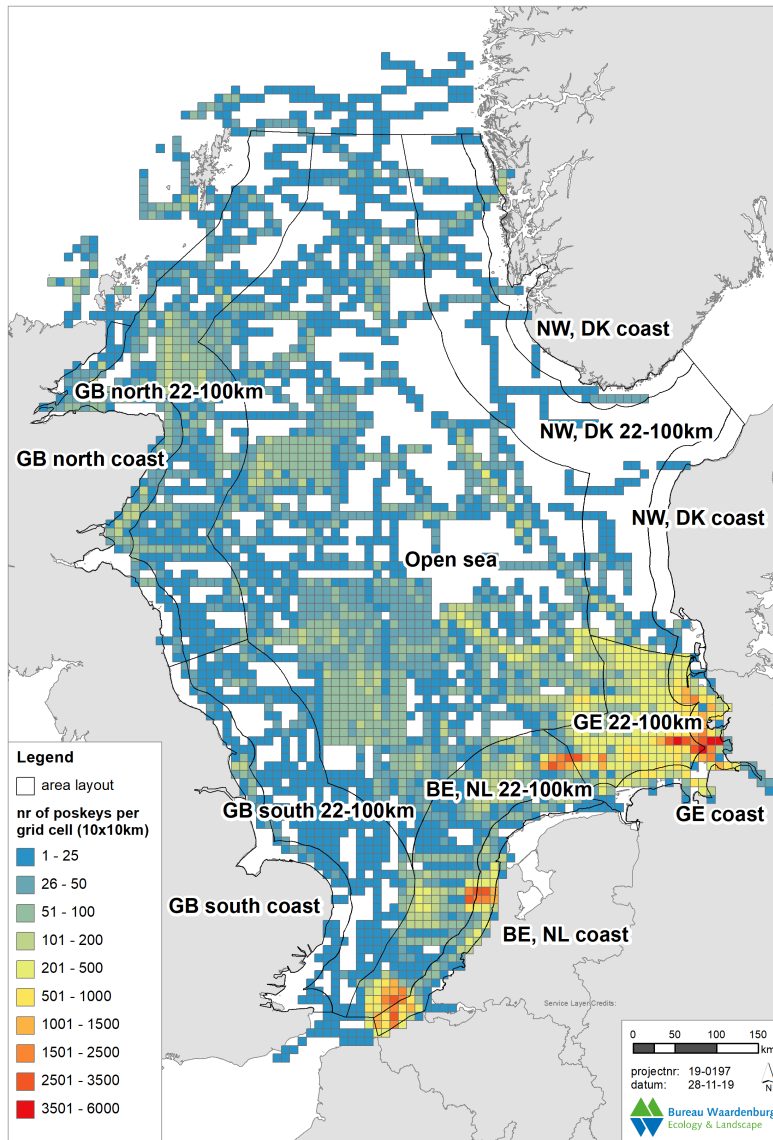 NW, DK coast
GB north 22-100km
NW, DK 22-100km
GB north coast
NW, DK coast
Open sea
GE 22-100km
BE, NL 22-100km
GB south 22-100km
GE coast
GB south coast
BE, NL coast
Legend
area layout
nr of poskeys per
grid cell (10x10km)
1 - 25
26 - 50
51 - 100
101 - 200
201 - 500
501 - 1000
1001 - 1500
1501 - 2500
2501 - 3500
3501 - 6000
Service Layer Credits:
0 50 100 150
km
projectnr: 19-0197
datum: 28-11-19
N
Bureau Waardenburg
Ecology & Landscape